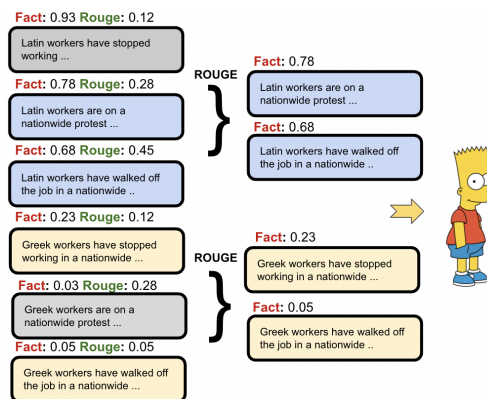 Fact: 0.93 Rouge: 0.12
Latin workers have stopped
working ...
Fact: 0.78 Rouge: 0.28
Latin workers are on a
nationwide protest ...
Fact: 0.68 Rouge: 0.45
Latin workers have walked off
the job in a nationwide ..
Fact: 0.23 Rouge: 0.12
Greek workers have stopped
working in a nationwide ...
Fact: 0.03 Rouge: 0.28
Greek workers are on a
nationwide protest ...
Fact: 0.05 Rouge: 0.05
Greek workers have walked off
the job in a nationwide ...
ROUGE
ROUGE
Fact: 0.78
Latin workers are on a
nationwide protest ...
Fact: 0.68
Latin workers have walked off
the job in a nationwide ..
Fact: 0.23
Greek workers have stopped
working in a nationwide ...
Fact: 0.05
Greek workers have walked off
the job in a nationwide ..